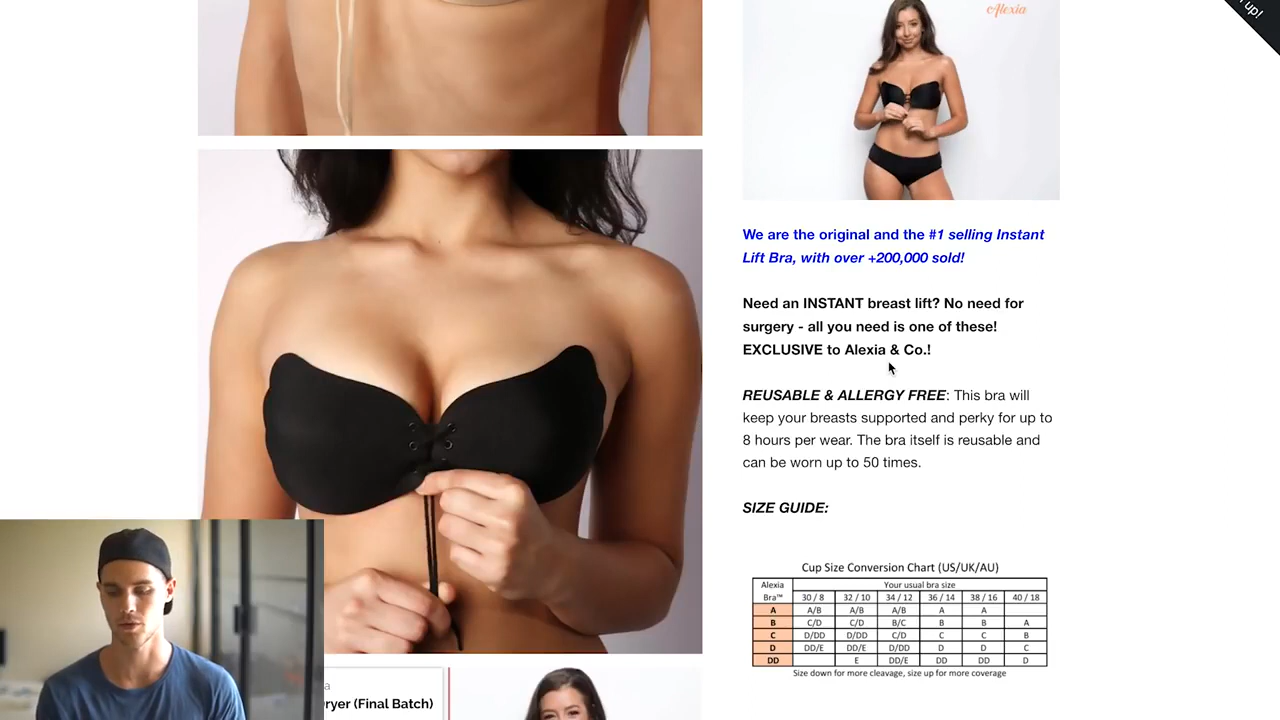 Alexia
up!
We are the original and the #1 selling Instant
Lift Bra, with over +200,000 sold!
Need an INSTANT breast lift? No need for
surgery - all you need is one of these!
EXCLUSIVE to Alexia & Co.!
REUSABLE & ALLERGY FREE: This bra will
keep your breasts supported and perky for up to
8 hours per wear. The bra itself is reusable and
can be worn up to 50 times.
SIZE GUIDE:
Cup Size Conversion Chart (US/UK/AU)
Alexia Bra™ Your usual bra size
30 / 8 32 / 10 34 / 12 36 / 14 38 / 16 40 / 18
A A/B A/B A/B A A
B C/D C/D B/C B B A
C D/DD D/DD C/D C C B
D DD/E DD/E D/DD D D C
DD E DD/E DD DD D
Size down for more cleavage, size up for more coverage
(Final Batch)